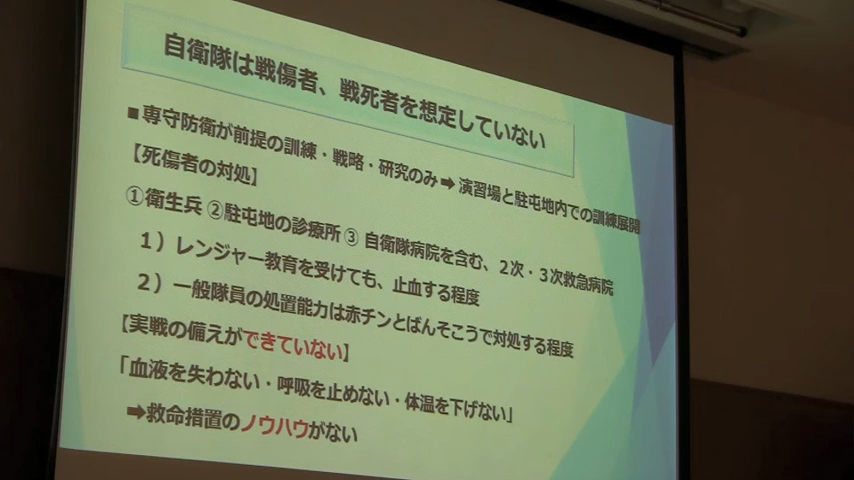 自衛隊は戦傷者、戦死者を想定していない
■専守防衛が前提の訓練・戦略・研究のみ➡演習場と駐屯地内での訓練展開
【死傷者の対処】
①衛生兵 ②駐屯地の診療所 ③ 自衛隊病院を含む、２次・３次救急病院
１）レンジャー教育を受けても、止血する程度
２）一般隊員の処置能力は赤チンとばんそこうで対処する程度
【実戦の備えができていない】
「血液を失わない・呼吸を止めない・体温を下げない」
➡救命措置のノウハウがない